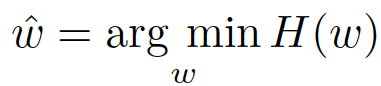 ŵ = arg min H(w)
w